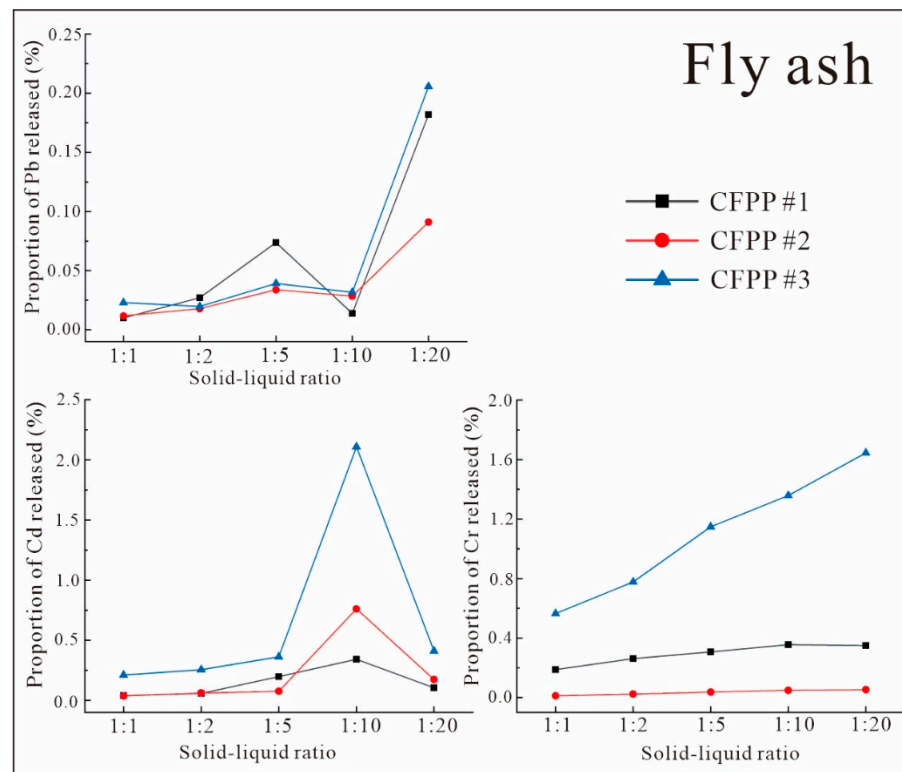 Fly ash
CFPP #1
CFPP #2
CFPP #3
Proportion of Pb released (%)
0.25
0.20
0.15
0.10
0.05
0.00
1:1 1:2 1:5 1:10 1:20
Solid-liquid ratio
Proportion of Cd released (%)
2.5
2.0
1.5
1.0
0.5
0.0
1:1 1:2 1:5 1:10 1:20
Solid-liquid ratio
Proportion of Cr released (%)
2.0
1.6
1.2
0.8
0.4
0.0
1:1 1:2 1:5 1:10 1:20
Solid-liquid ratio